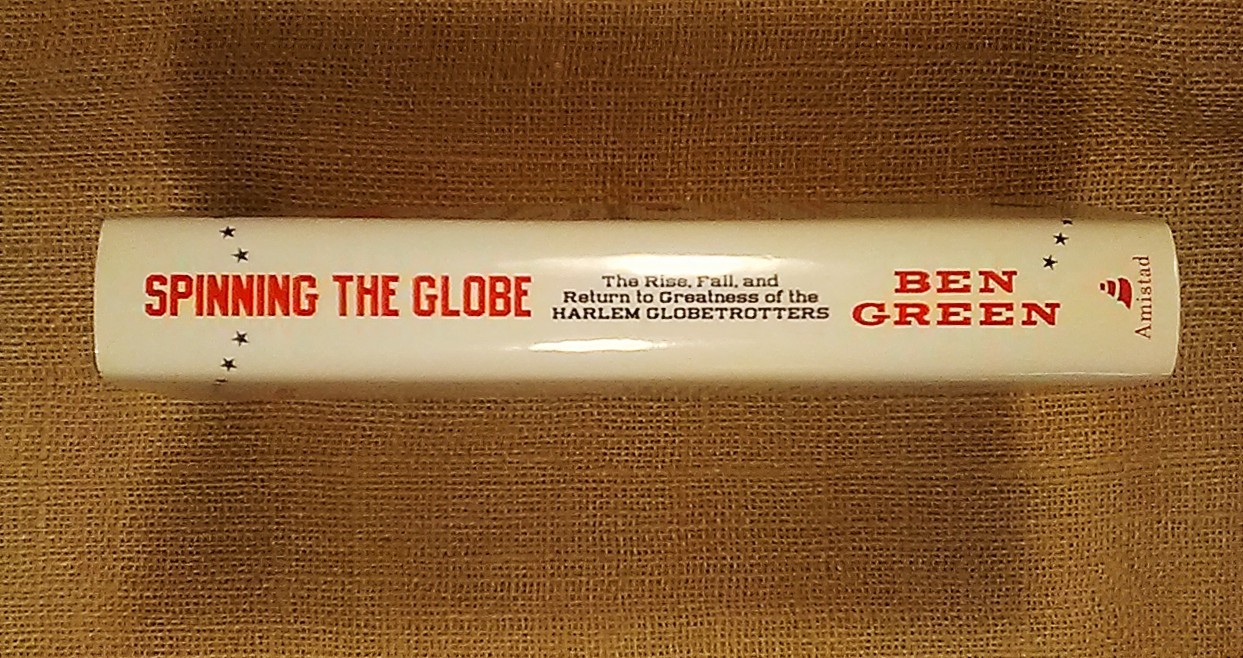 SPINNING THE GLOBE
The Rise, Fall, and
Return to Greatness of the
HARLEM GLOBETROTTERS
BEN
GREEN
Amistad